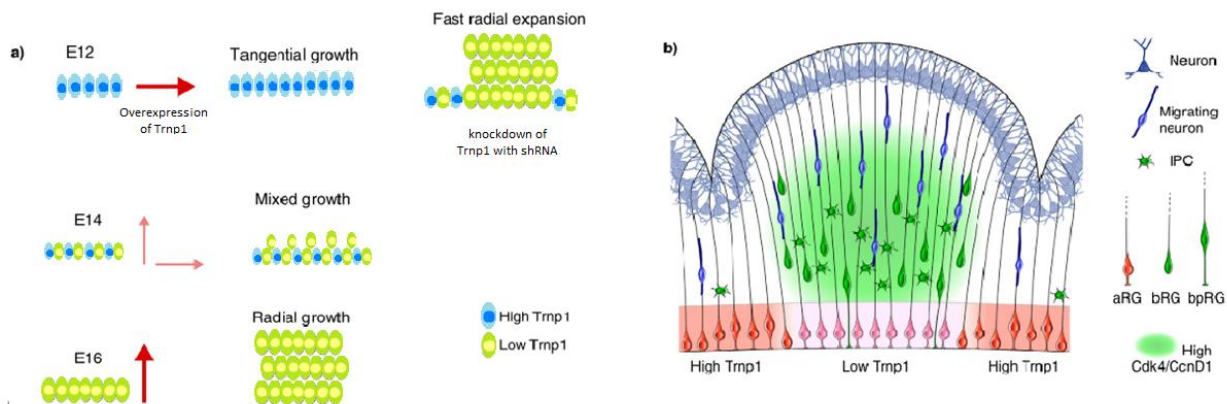 a)
E12
Overexpression
of Trnp1
Tangential growth
Fast radial expansion
knockdown of
Trnp1 with shRNA
E14
Mixed growth
E16
Radial growth
High Trnp1
Low Trnp1
b)
High Trnp1
Low Trnp1
High Trnp1
Neuron
Migrating
neuron
IPC
aRG
bRG
bpRG
High
Cdk4/CcnD1